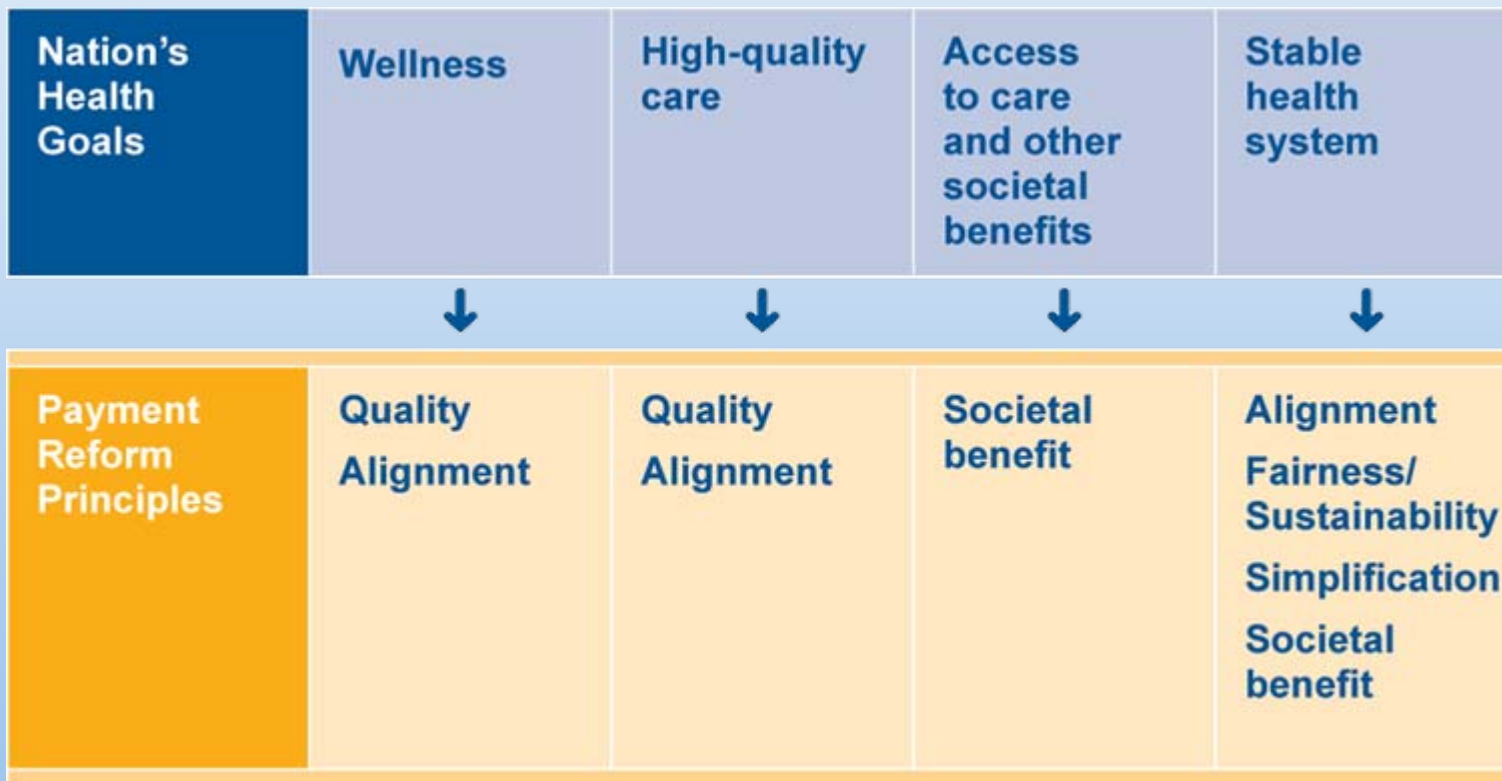 Nation's
Health
Goals
Wellness
High-quality
care
Access
to care
and other
societal
benefits
Stable
health
system
Payment
Reform
Principles
Quality
Alignment
Quality
Alignment
Societal
benefit
Alignment
Fairness/
Sustainability
Simplification
Societal
benefit